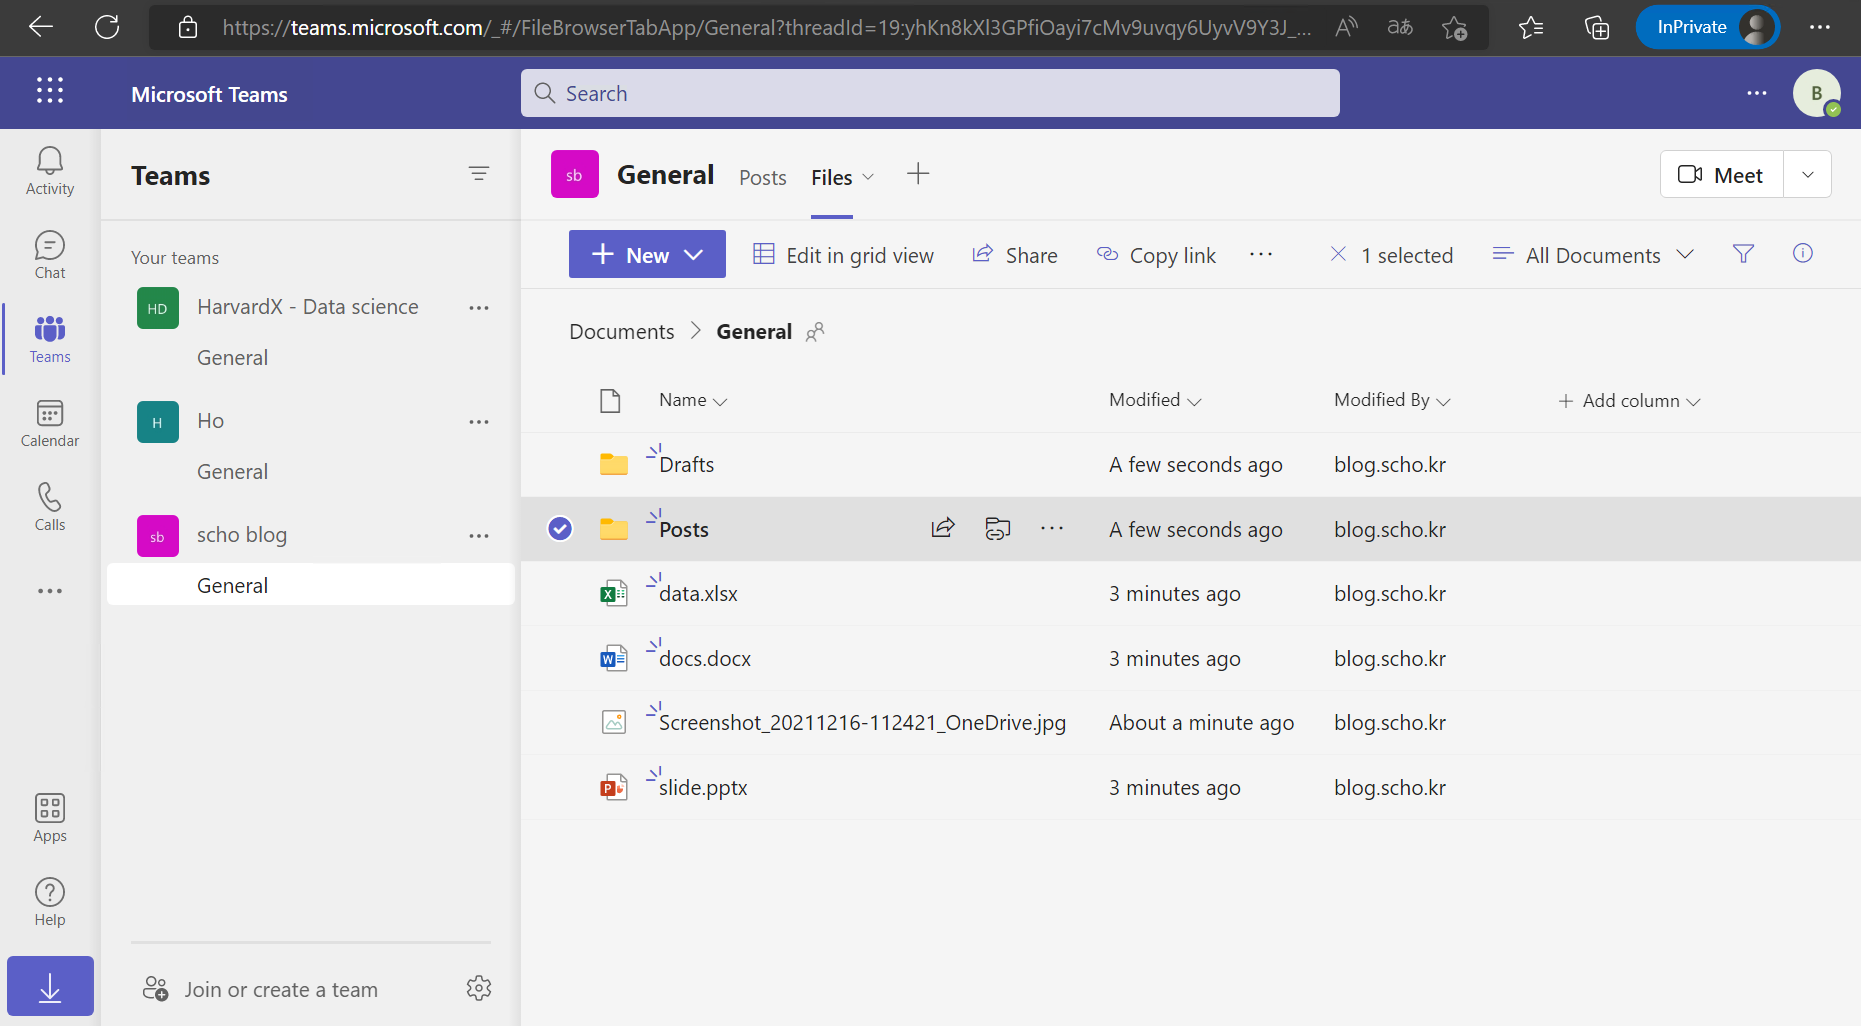 https://teams.microsoft.com/_#/FileBrowserTabApp/General?threadId=19:yhKn8kXl3GPfiOayi7cMv9uvqy6UyvV9Y3J_...
InPrivate
Microsoft Teams
Search
B
Activity
Chat
Teams
Calendar
Calls
Apps
Help
Teams
Your teams
HD HarvardX - Data science
General
H Ho
General
sb scho blog
General
Join or create a team
sb General Posts Files
Meet
New Edit in grid view Share Copy link 1 selected All Documents
Documents > General
Name Modified Modified By Add column
Drafts A few seconds ago blog.scho.kr
Posts A few seconds ago blog.scho.kr
data.xlsx 3 minutes ago blog.scho.kr
docs.docx 3 minutes ago blog.scho.kr
Screenshot_20211216-112421_OneDrive.jpg About a minute ago blog.scho.kr
slide.pptx 3 minutes ago blog.scho.kr